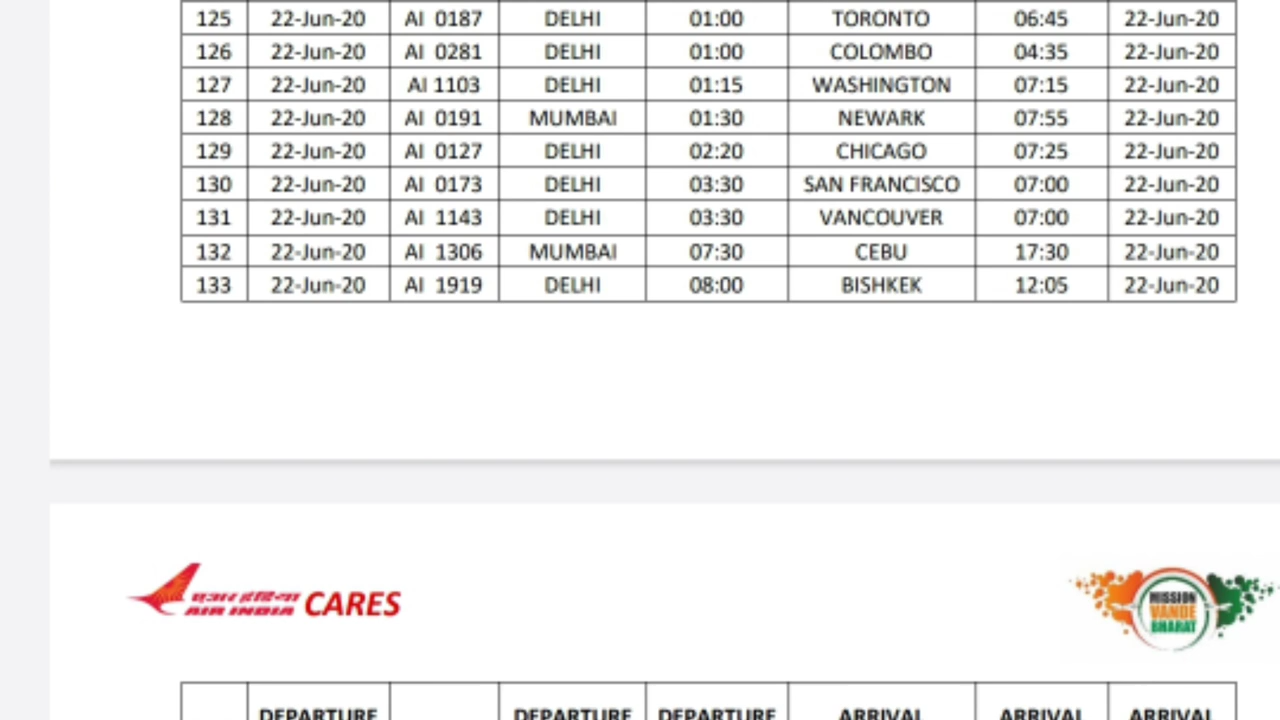 125 22-Jun-20 AI 0187 DELHI 01:00 TORONTO 06:45 22-Jun-20
126 22-Jun-20 AI 0281 DELHI 01:00 COLOMBO 04:35 22-Jun-20
127 22-Jun-20 AI 1103 DELHI 01:15 WASHINGTON 07:15 22-Jun-20
128 22-Jun-20 AI 0191 MUMBAI 01:30 NEWARK 07:55 22-Jun-20
129 22-Jun-20 AI 0127 DELHI 02:20 CHICAGO 07:25 22-Jun-20
130 22-Jun-20 AI 0173 DELHI 03:30 SAN FRANCISCO 07:00 22-Jun-20
131 22-Jun-20 AI 1143 DELHI 03:30 VANCOUVER 07:00 22-Jun-20
132 22-Jun-20 AI 1306 MUMBAI 07:30 CEBU 17:30 22-Jun-20
133 22-Jun-20 AI 1919 DELHI 08:00 BISHKEK 12:05 22-Jun-20
एअर इंडिया
AIR INDIA CARES
MISSION
VANDE
BHARAT
DEPARTURE DEPARTURE DEPARTURE ARRIVAL ARRIVAL ARRIVAL